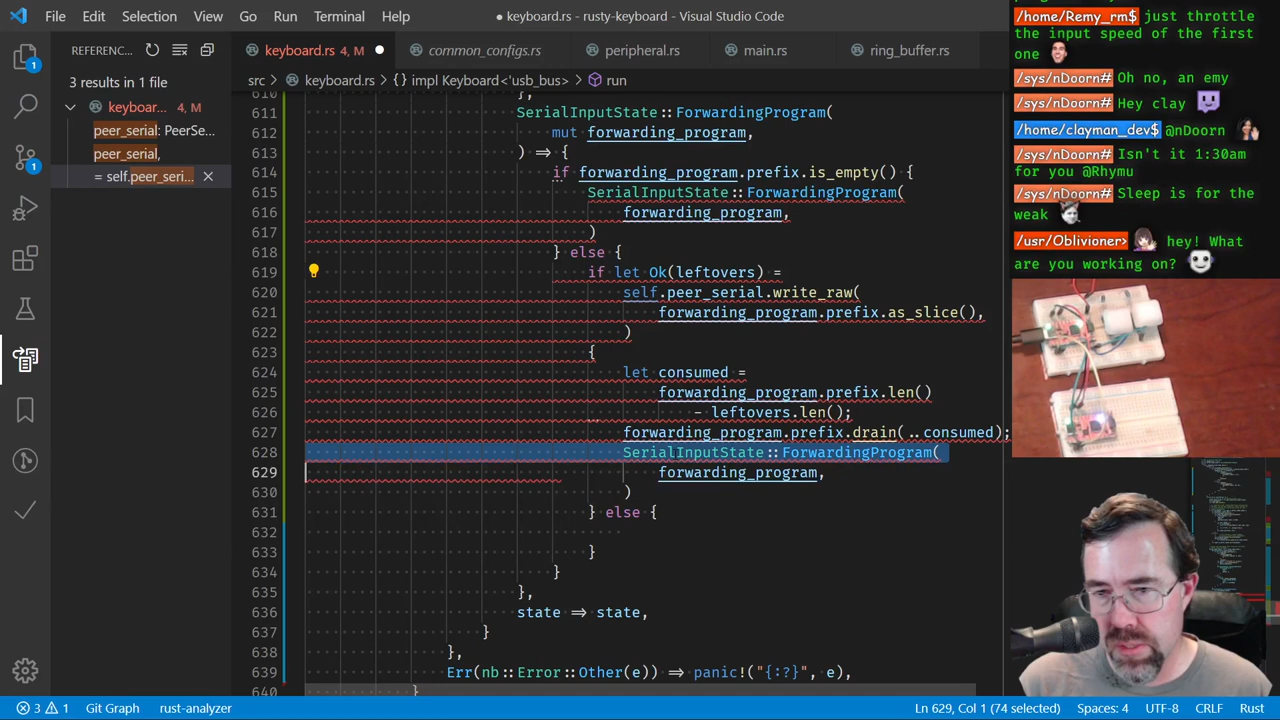 File Edit Selection View Go Run Terminal Help
keyboard.rs - rusty-keyboard - Visual Studio Code
REFERENC...
3 results in 1 file
keyboar... 4, M
peer_serial: PeerSe...
peer_serial,
= self.peer_seri...
keyboard.rs 4, M
common_configs.rs
peripheral.rs
main.rs
ring_buffer.rs
src > keyboard.rs > {} impl Keyboard<'usb_bus> > run
610 },
611 SerialInputState::ForwardingProgram(
612 mut forwarding_program,
613 ) => {
614 if forwarding_program.prefix.is_empty() {
615 SerialInputState::ForwardingProgram(
616 forwarding_program,
617 )
618 } else {
619 if let Ok(leftovers) =
620 self.peer_serial.write_raw(
621 forwarding_program.prefix.as_slice(),
622 )
623 {
624 let consumed =
625 forwarding_program.prefix.len()
626 - leftovers.len();
627 forwarding_program.prefix.drain(..consumed);
628 SerialInputState::ForwardingProgram(
629 forwarding_program,
630 )
631 } else {
632
633 }
634 }
635 },
636 state => state,
637 }
638 },
639 Err(nb::Error::Other(e)) => panic!("{:?}", e),
640 }
/home/Remy_rm$ just throttle
the input speed of the first
one
/sys/nDoorn# Oh no, an emy
/sys/nDoorn# Hey clay
/home/clayman_dev$ @nDoorn
/sys/nDoorn# Isn't it 1:30am
for you @Rhymu
/sys/nDoorn# Sleep is for the
weak
/usr/Oblivioner> hey! What
are you working on?
3 1 Git Graph rust-analyzer
Ln 629, Col 1 (74 selected) Spaces: 4 UTF-8 CRLF Rust